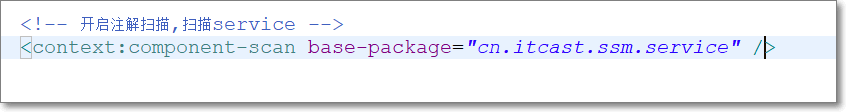 <!-- 开启注解扫描,扫描service -->
<context:component-scan base-package="cn.itcast.ssm.service" />